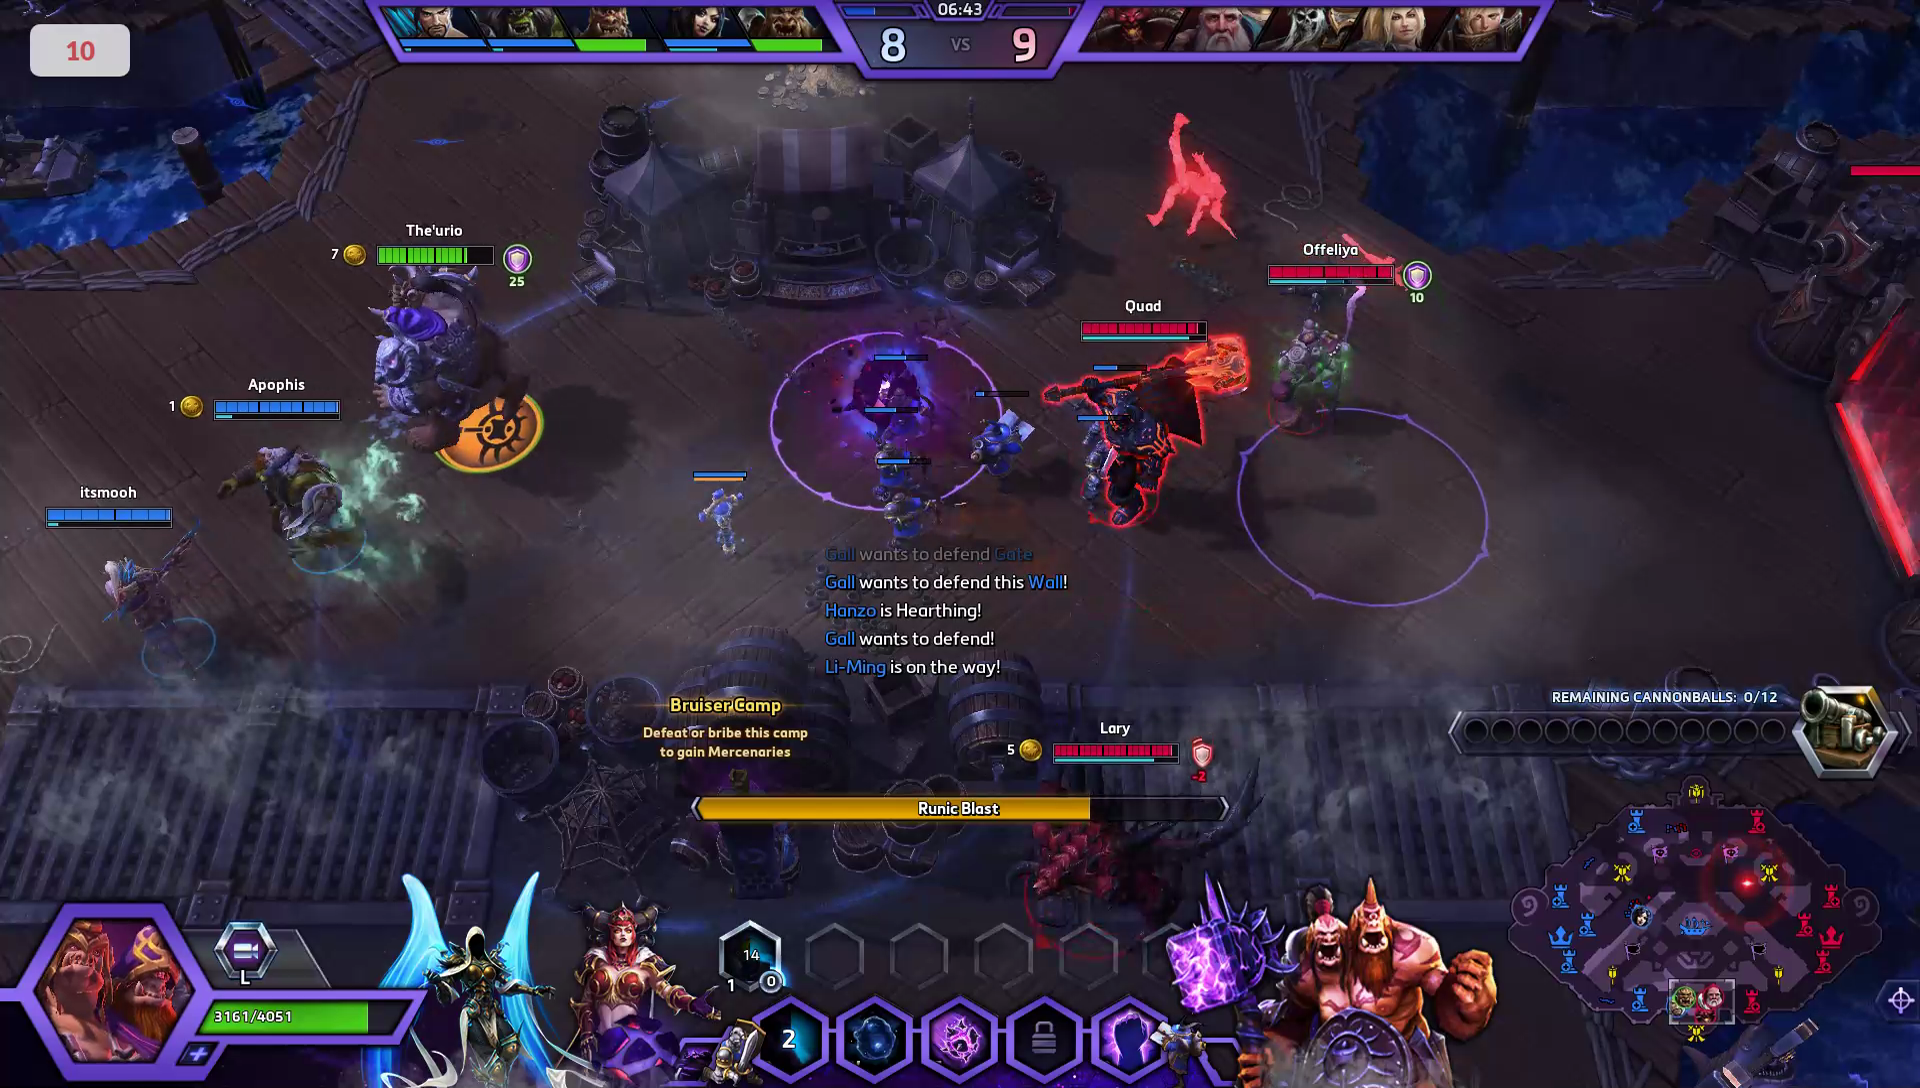 10
06:43
8 VS 9
The'urio
7
25
Offeliya
10
Quad
Apophis
1
itsmooh
Gall wants to defend Gate
Gall wants to defend this Wall!
Hanzo is Hearthing!
Gall wants to defend!
Li-Ming is on the way!
Bruiser Camp
Defeat or bribe this camp
to gain Mercenaries
REMAINING CANNONBALLS: 0/12
Lary
5
-2
Runic Blast
14
1
0
L
3161/4051
2